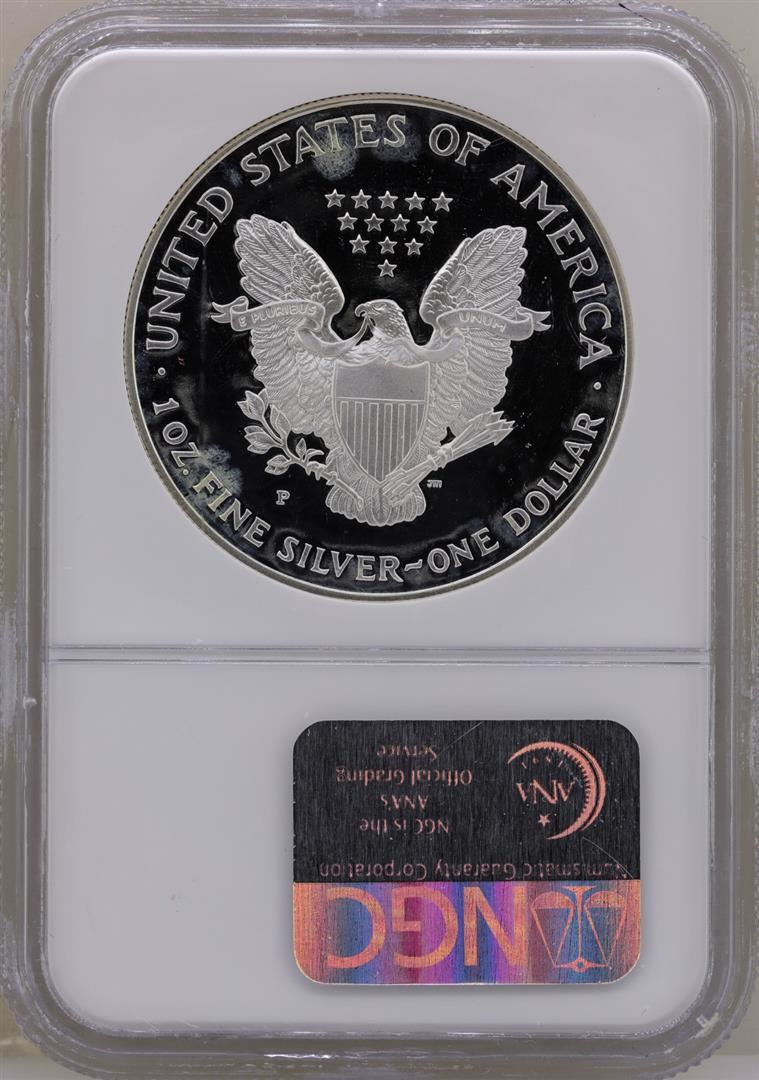 UNITED STATES OF AMERICA
E PLURIBUS UNUM
P
1 OZ. FINE SILVER~ONE DOLLAR
NGC
Numismatic Guaranty Corporation
NGC is the
ANA's
Official Grading
Service
ANA